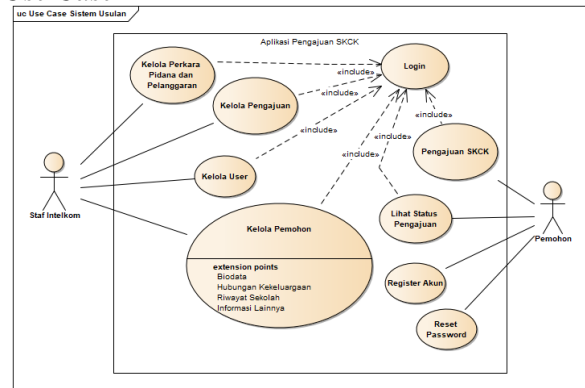 uc Use Case Sistem Usulan
Aplikasi Pengajuan SKCK
Kelola Perkara
Pidana dan
Pelanggaran
Login
«include»
Kelola Pengajuan
«include»
«include»
«include»
«include»
«include»
Pengajuan SKCK
Kelola User
Staf Intelkom
Lihat Status
Pengajuan
Pemohon
Kelola Pemohon
extension points
Biodata
Hubungan Kekeluargaan
Riwayat Sekolah
Informasi Lainnya
Register Akun
Reset
Password